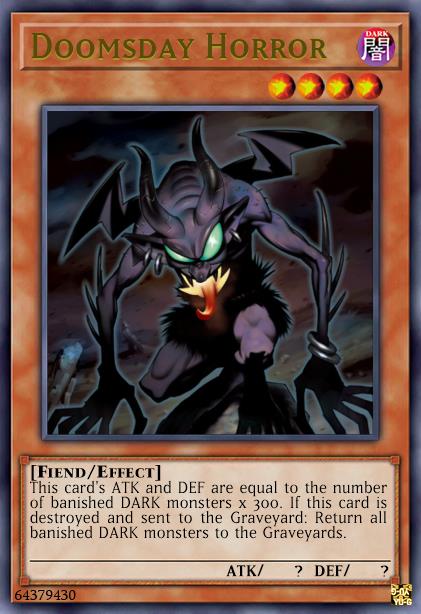 Doomsday Horror
DARK
闇
[Fiend/Effect]
This card's ATK and DEF are equal to the number
of banished DARK monsters x 300. If this card is
destroyed and sent to the Graveyard: Return all
banished DARK monsters to the Graveyards.
ATK/ ? DEF/ ?
64379430